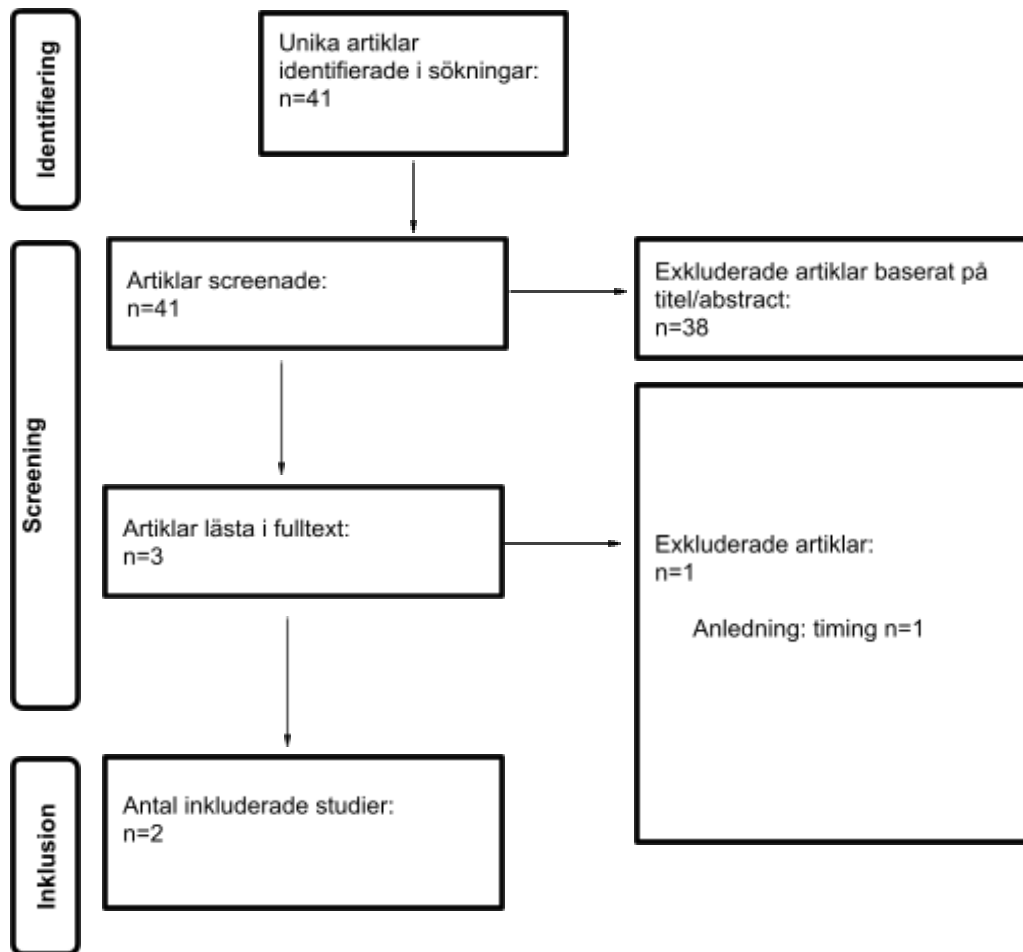 Identifiering
Unika artiklar
identifierade i sökningar:
n=41
Screening
Artiklar screenade:
n=41
Exkluderade artiklar baserat på
titel/abstract:
n=38
Artiklar lästa i fulltext:
n=3
Exkluderade artiklar:
n=1
Anledning: timing n=1
Inklusion
Antal inkluderade studier:
n=2